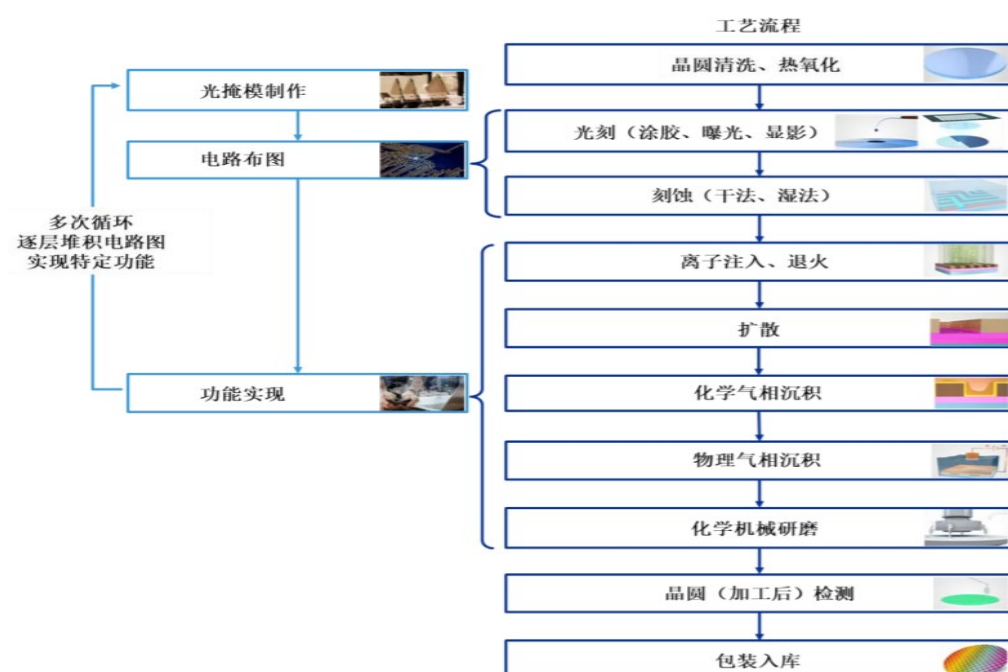 工艺流程
晶圆清洗、热氧化
光掩模制作
光刻（涂胶、曝光、显影）
电路布图
刻蚀（干法、湿法）
多次循环
逐层堆积电路图
实现特定功能
离子注入、退火
扩散
功能实现
化学气相沉积
物理气相沉积
化学机械研磨
晶圆（加工后）检测
包装入库